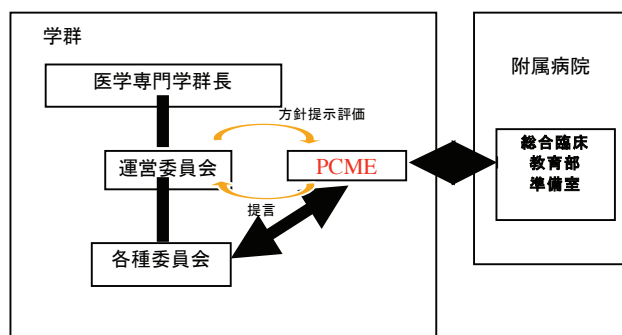 学群
医学専門学群長
方針提示評価
運営委員会
PCME
提言
各種委員会
附属病院
総合臨床
教育部
準備室